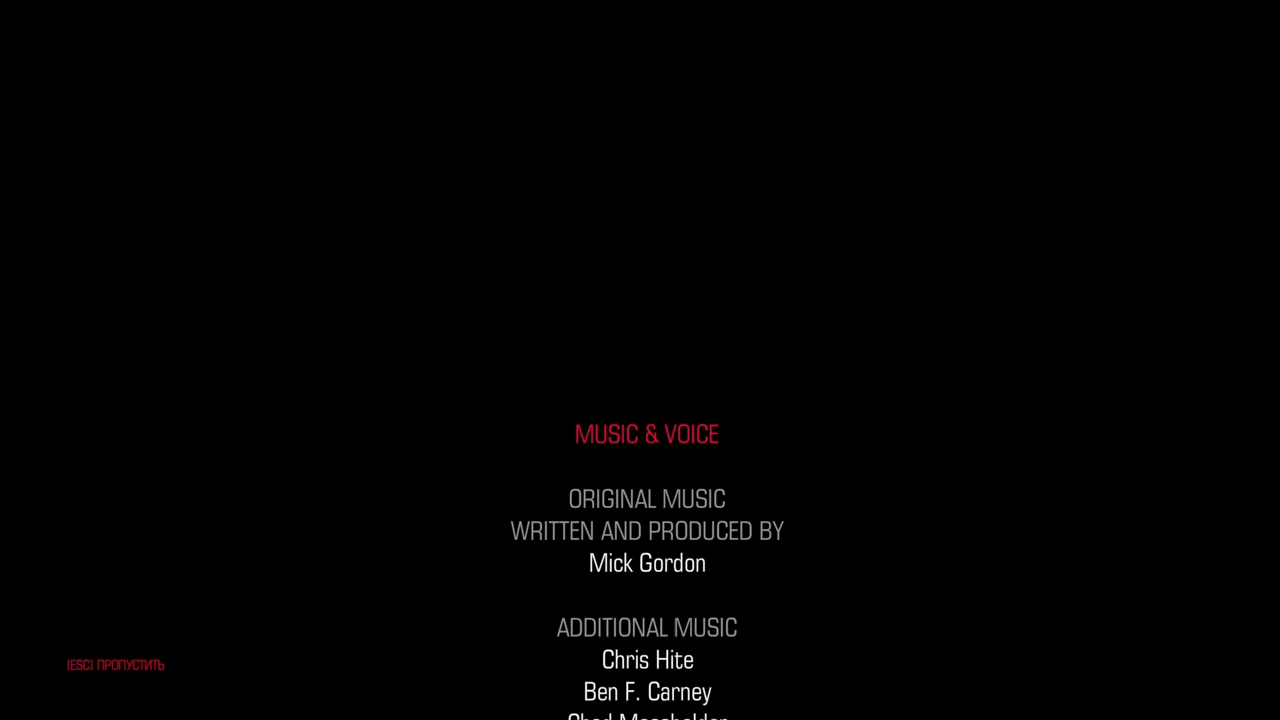 MUSIC & VOICE
ORIGINAL MUSIC
WRITTEN AND PRODUCED BY
Mick Gordon
ADDITIONAL MUSIC
Chris Hite
[ESC] ПРОПУСТИТЬ
Ben F. Carney